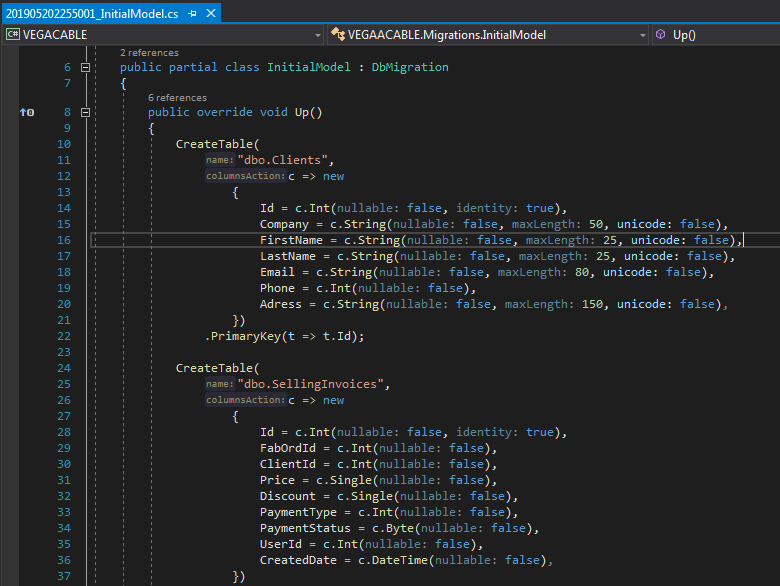 201905202255001_InitialModel.cs
C# VEGACABLE VEGAACABLE.Migrations.InitialModel Up()
2 references
6 public partial class InitialModel : DbMigration
7 {
6 references
8 public override void Up()
9 {
10 CreateTable(
11 name: "dbo.Clients",
12 columnsAction: c => new
13 {
14 Id = c.Int(nullable: false, identity: true),
15 Company = c.String(nullable: false, maxLength: 50, unicode: false),
16 FirstName = c.String(nullable: false, maxLength: 25, unicode: false),
17 LastName = c.String(nullable: false, maxLength: 25, unicode: false),
18 Email = c.String(nullable: false, maxLength: 80, unicode: false),
19 Phone = c.Int(nullable: false),
20 Adress = c.String(nullable: false, maxLength: 150, unicode: false),
21 })
22 .PrimaryKey(t => t.Id);
23
24 CreateTable(
25 name: "dbo.SellingInvoices",
26 columnsAction: c => new
27 {
28 Id = c.Int(nullable: false, identity: true),
29 FabOrdId = c.Int(nullable: false),
30 ClientId = c.Int(nullable: false),
31 Price = c.Single(nullable: false),
32 Discount = c.Single(nullable: false),
33 PaymentType = c.Int(nullable: false),
34 PaymentStatus = c.Byte(nullable: false),
35 UserId = c.Int(nullable: false),
36 CreatedDate = c.DateTime(nullable: false),
37 })